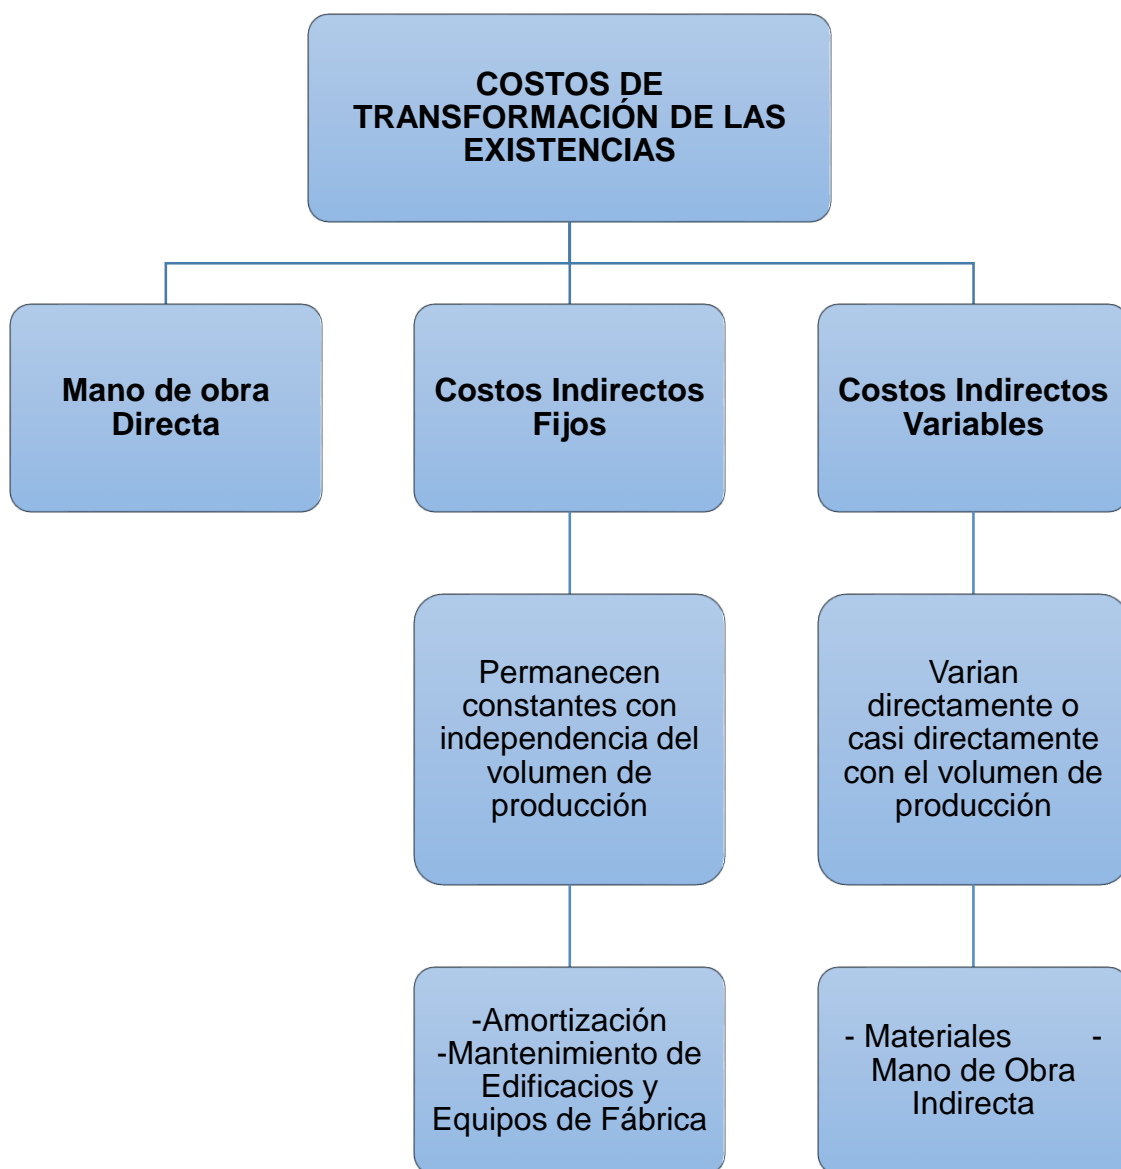 COSTOS DE
TRANSFORMACIÓN DE LAS
EXISTENCIAS
Mano de obra
Directa
Costos Indirectos
Fijos
Costos Indirectos
Variables
Permanecen
constantes con
independencia del
volumen de
producción
Varian
directamente o
casi directamente
con el volumen de
producción
-Amortización
-Mantenimiento de
Edificacios y
Equipos de Fábrica
- Materiales -
Mano de Obra
Indirecta